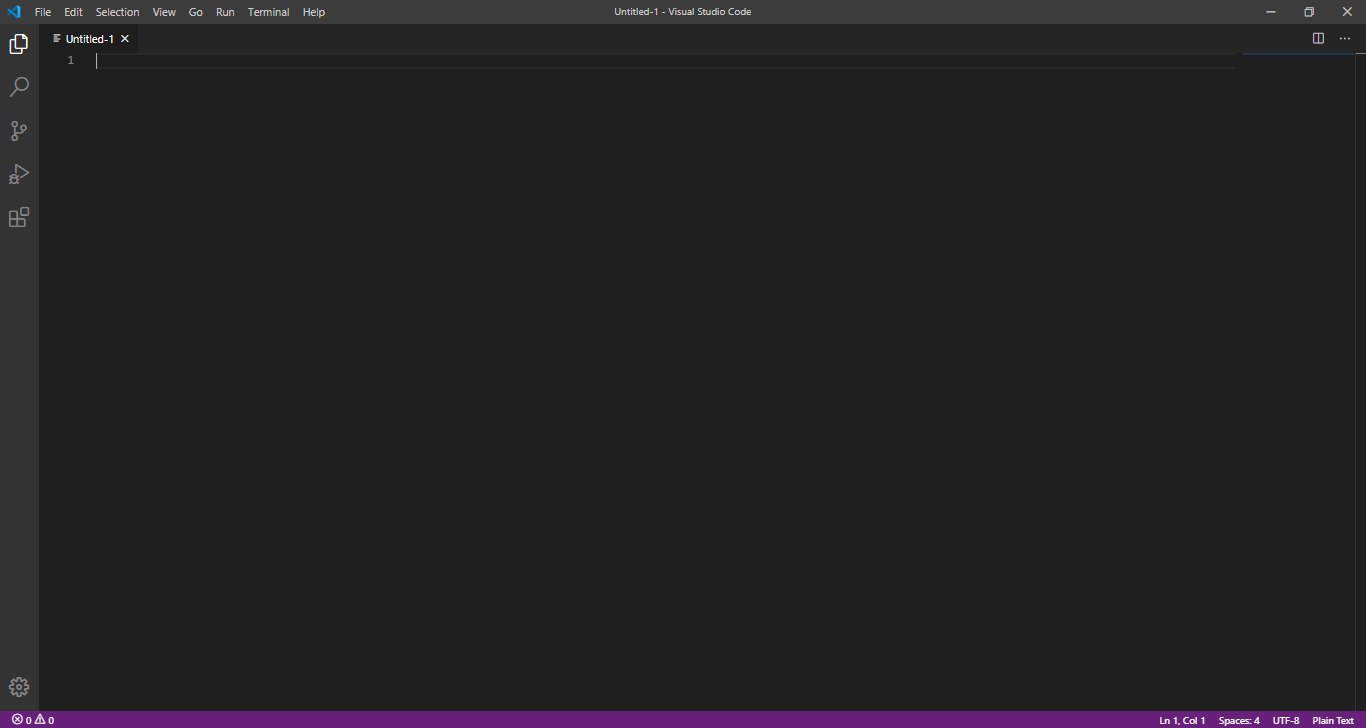 File Edit Selection View Go Run Terminal Help Untitled-1 - Visual Studio Code
Untitled-1
1
0 0 Ln 1, Col 1 Spaces: 4 UTF-8 Plain Text